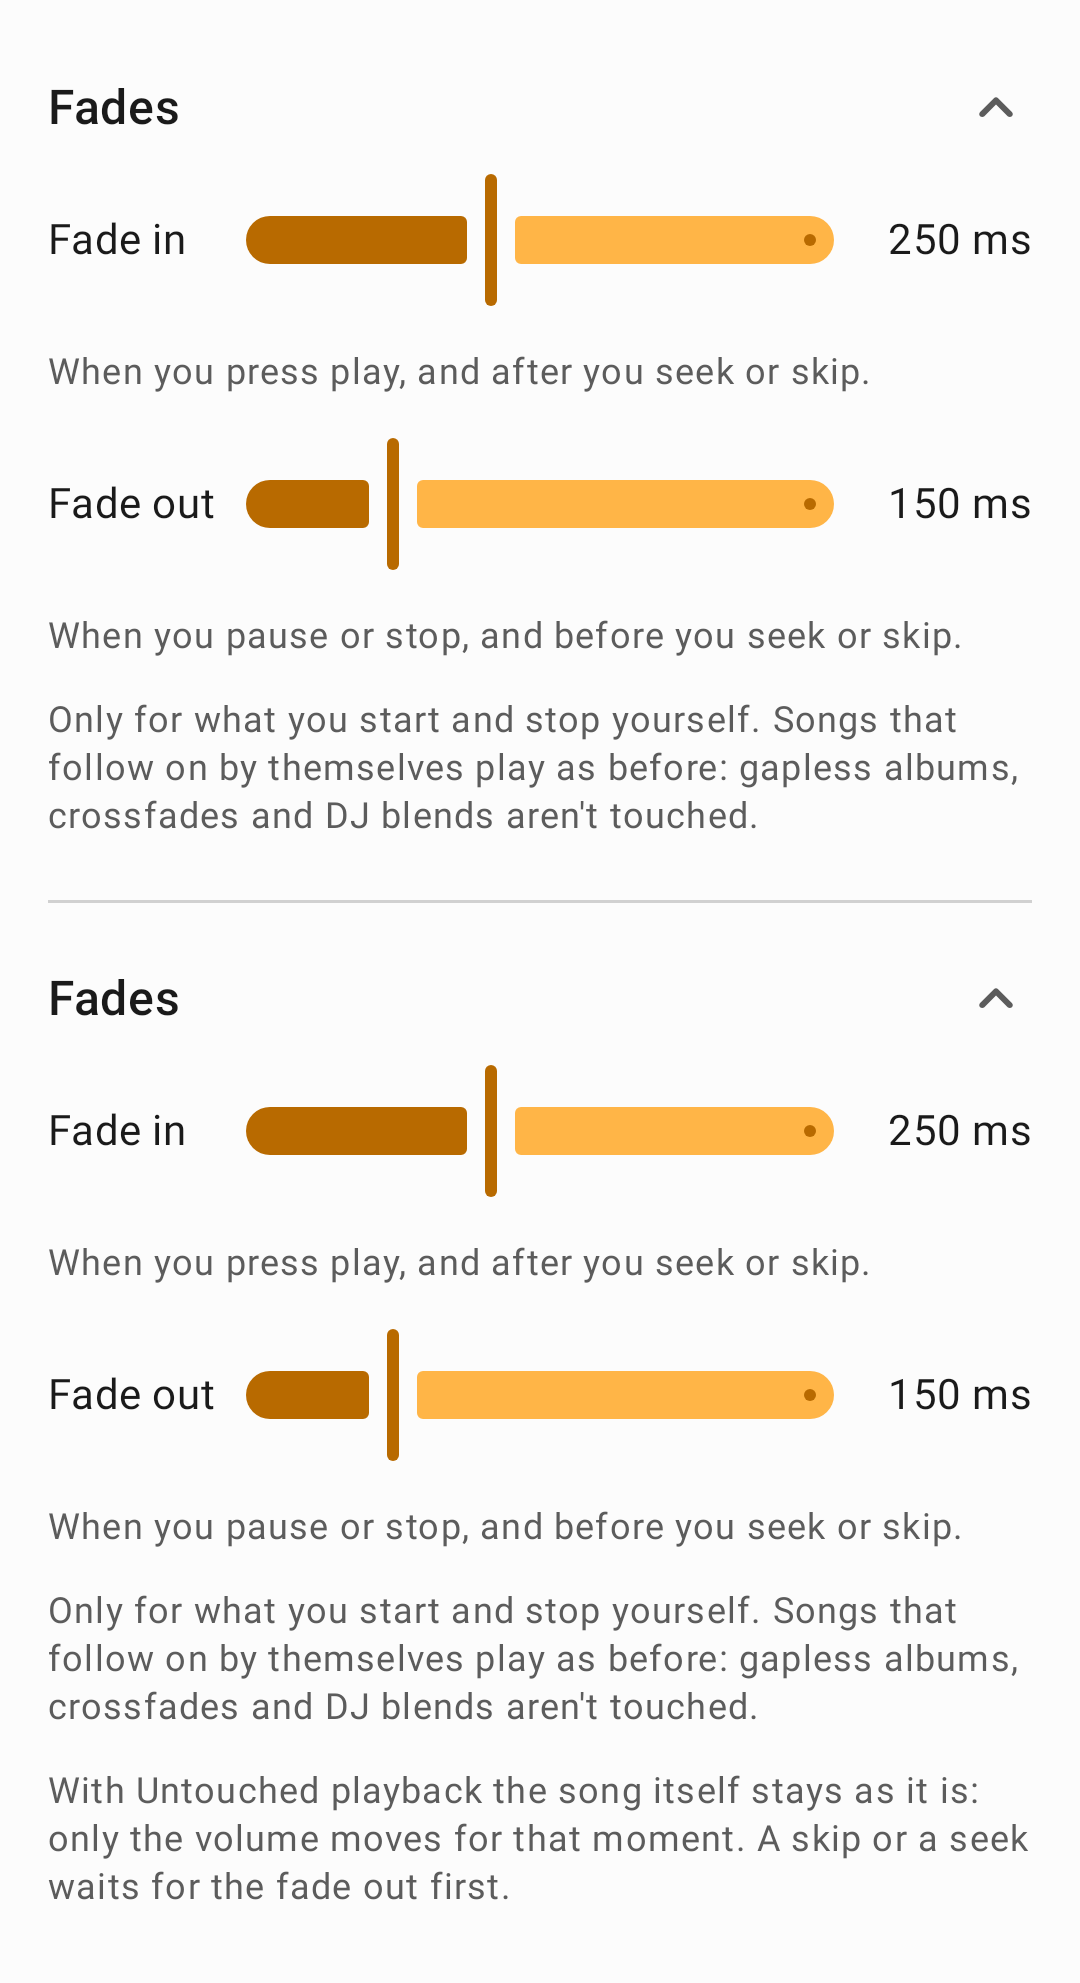 Fades
Fade in 250 ms
When you press play, and after you seek or skip.
Fade out 150 ms
When you pause or stop, and before you seek or skip.
Only for what you start and stop yourself. Songs that
follow on by themselves play as before: gapless albums,
crossfades and DJ blends aren't touched.
Fades
Fade in 250 ms
When you press play, and after you seek or skip.
Fade out 150 ms
When you pause or stop, and before you seek or skip.
Only for what you start and stop yourself. Songs that
follow on by themselves play as before: gapless albums,
crossfades and DJ blends aren't touched.
With Untouched playback the song itself stays as it is:
only the volume moves for that moment. A skip or a seek
waits for the fade out first.